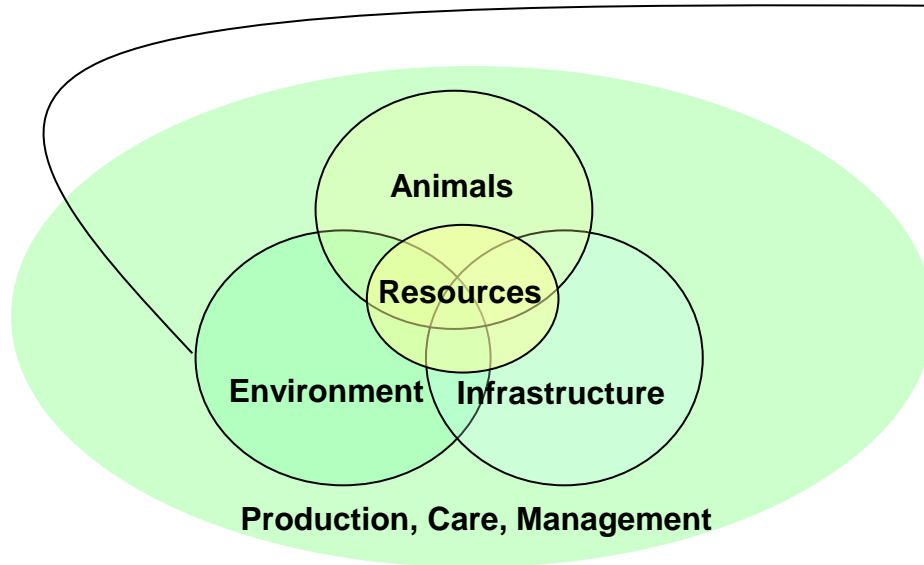 Animals
Resources
Environment
Infrastructure
Production, Care, Management